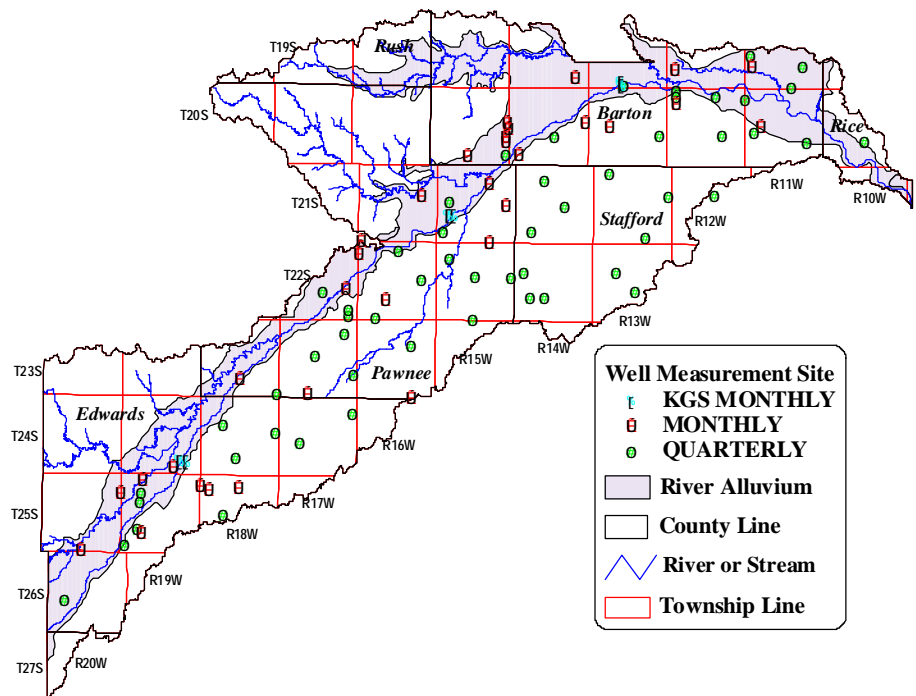 T19S
Rush
T20S
Barton
Rice
R11W
R10W
T21S
Stafford
R12W
T22S
R13W
R14W
R15W
T23S
Pawnee
Edwards
R16W
T24S
R17W
T25S
R18W
R19W
T26S
R20W
T27S
Well Measurement Site
KGS MONTHLY
MONTHLY
QUARTERLY
River Alluvium
County Line
River or Stream
Township Line